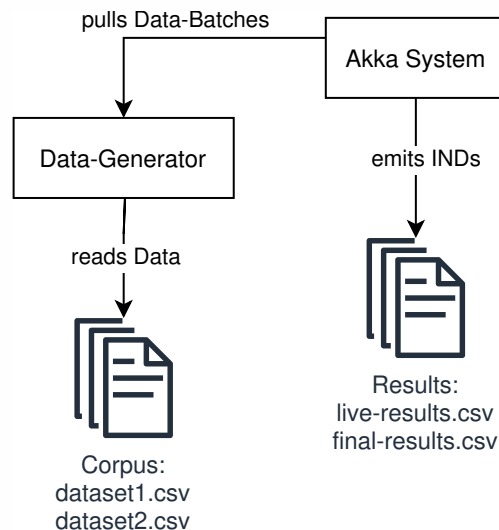 pulls Data-Batches
Akka System
Data-Generator
emits INDs
reads Data
Results:
live-results.csv
final-results.csv
Corpus:
dataset1.csv
dataset2.csv